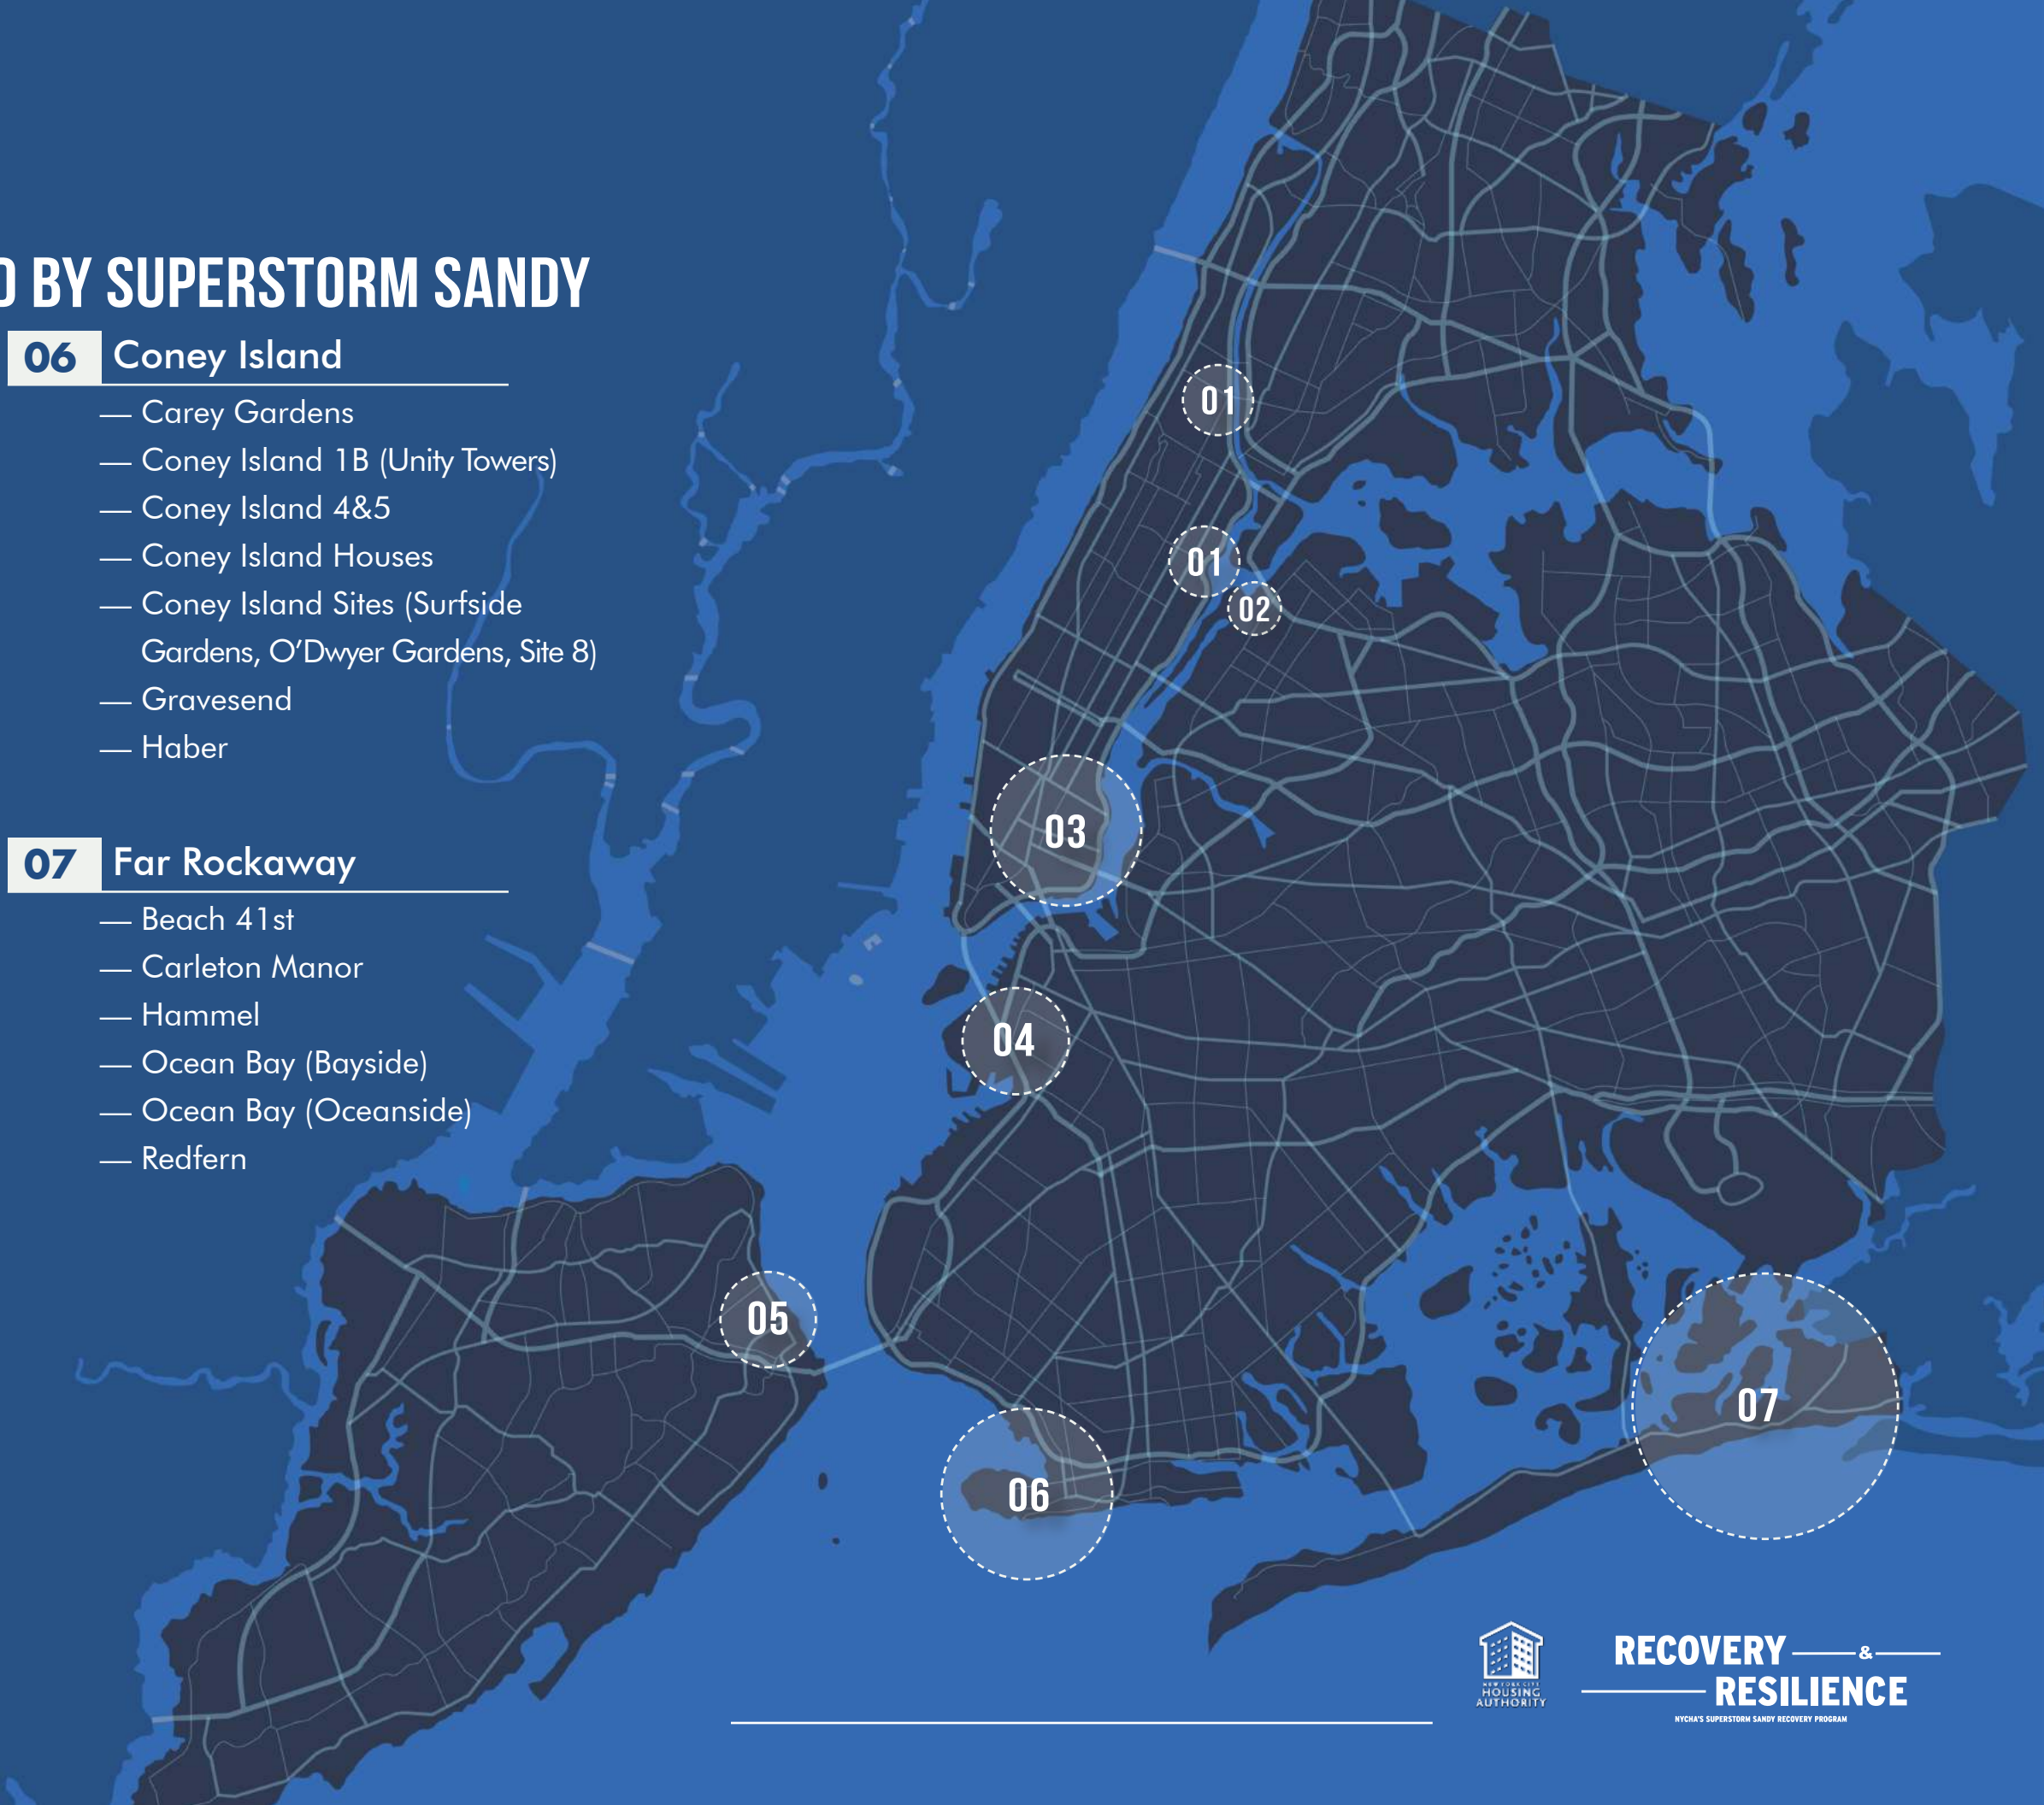 D BY SUPERSTORM SANDY
06 Coney Island
— Carey Gardens
— Coney Island 1B (Unity Towers)
— Coney Island 4&5
— Coney Island Houses
— Coney Island Sites (Surfside
Gardens, O'Dwyer Gardens, Site 8)
— Gravesend
— Haber
07 Far Rockaway
— Beach 41st
— Carleton Manor
— Hammel
— Ocean Bay (Bayside)
— Ocean Bay (Oceanside)
— Redfern
01
01
02
03
04
05
06
07
NEW YORK CITY
HOUSING
AUTHORITY
RECOVERY &
RESILIENCE
NYCHA'S SUPERSTORM SANDY RECOVERY PROGRAM